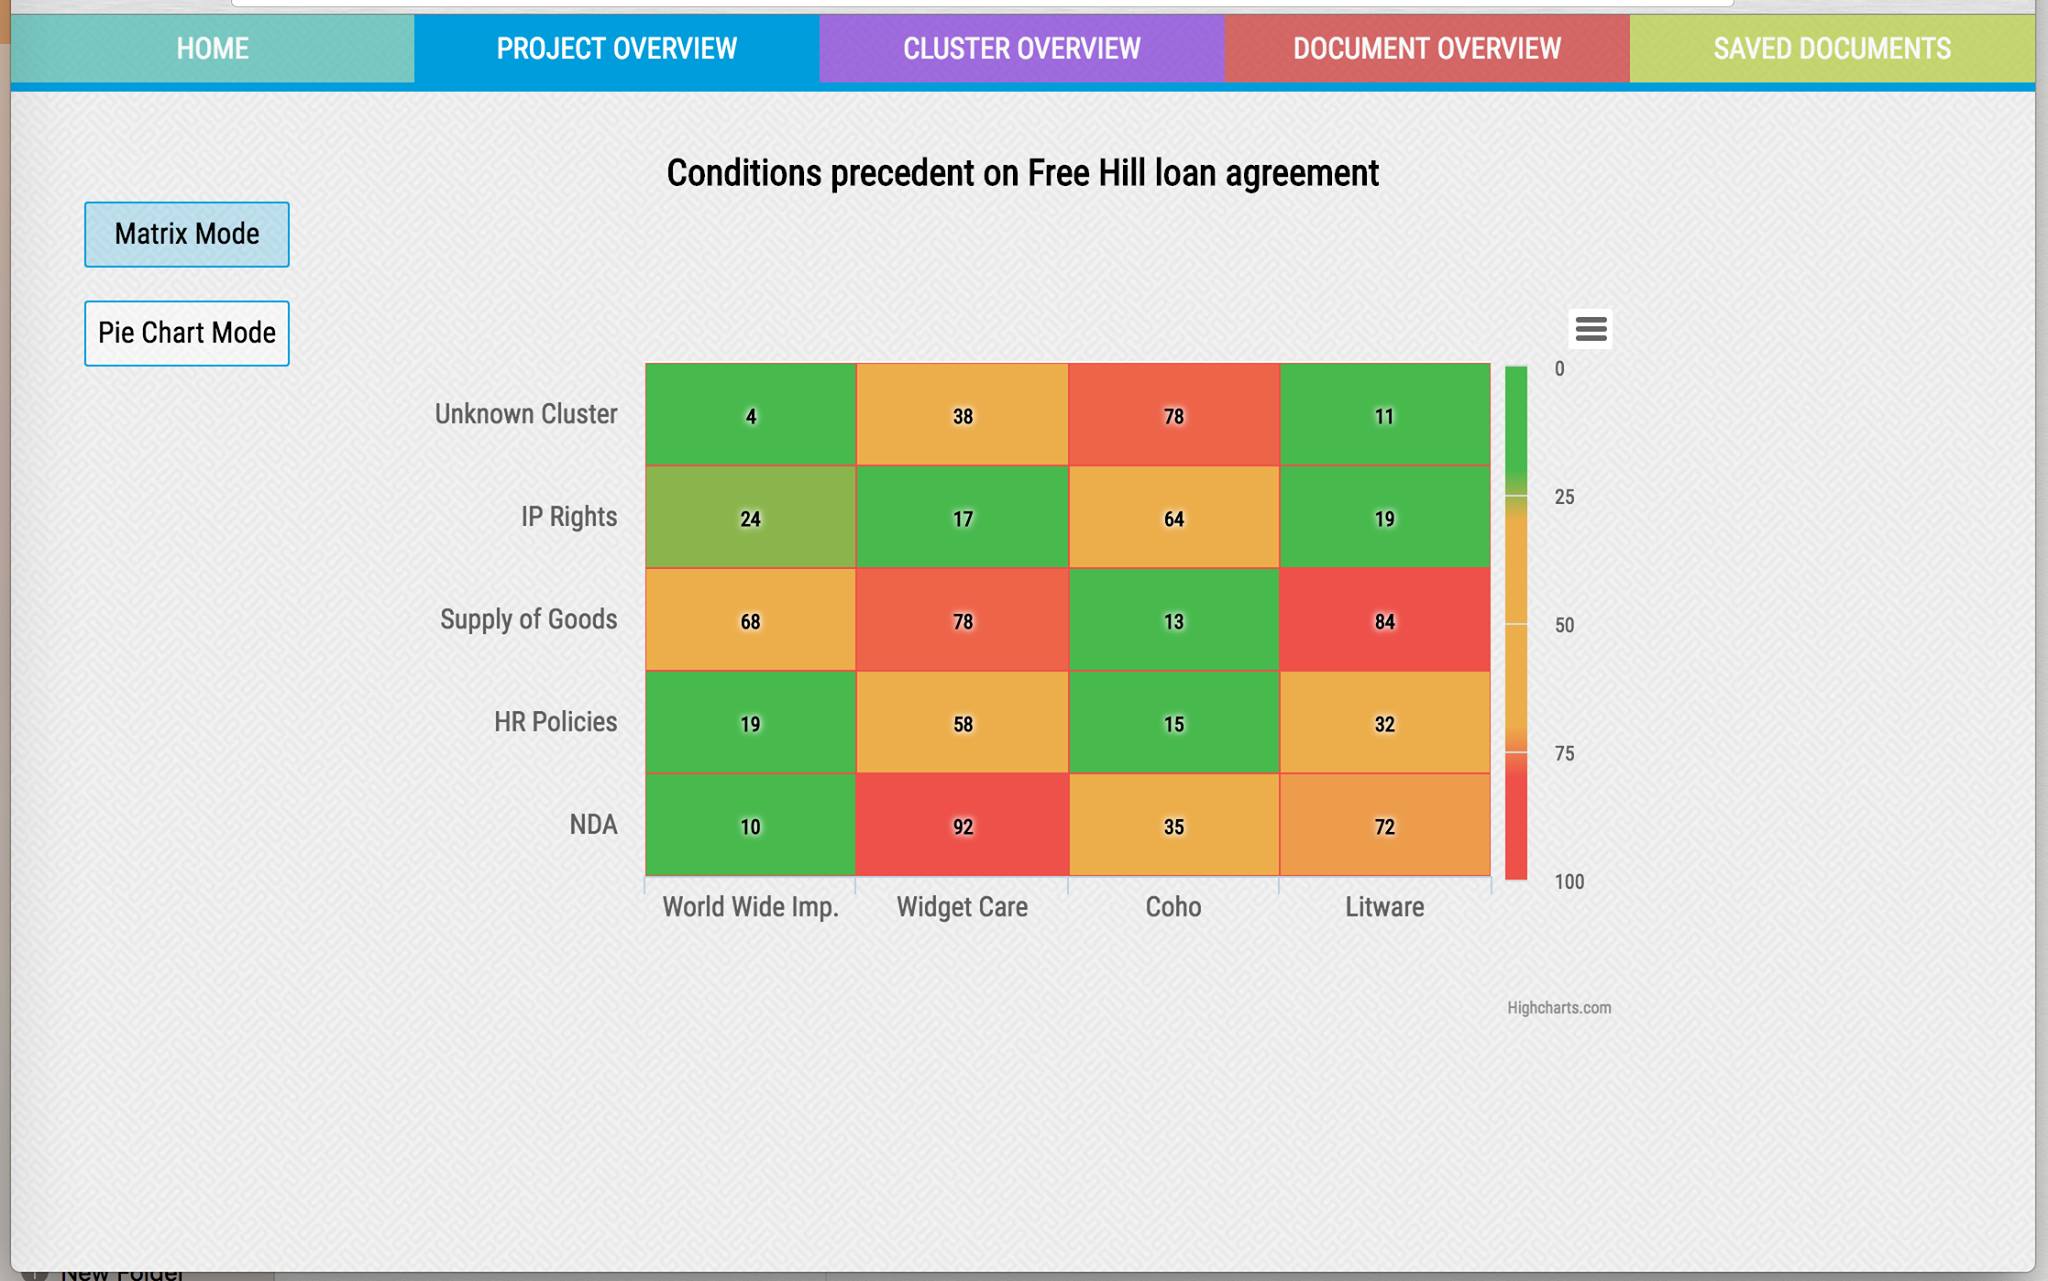 HOME PROJECT OVERVIEW CLUSTER OVERVIEW DOCUMENT OVERVIEW SAVED DOCUMENTS
Conditions precedent on Free Hill loan agreement
Matrix Mode
Pie Chart Mode
0
Unknown Cluster 4 38 78 11
25
IP Rights 24 17 64 19
Supply of Goods 68 78 13 84
50
HR Policies 19 58 15 32
75
NDA 10 92 35 72
100
World Wide Imp. Widget Care Coho Litware
Highcharts.com
New Folder